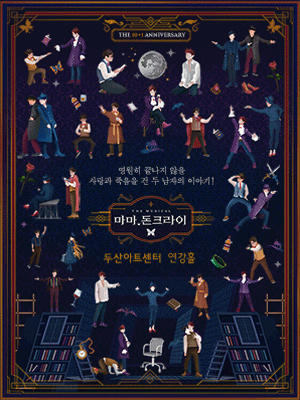 THE 10+1 ANNIVERSARY
영원히 끝나지 않을
사랑과 죽음을 건 두 남자의 이야기!
THE MUSICAL
마마, 돈크라이
두산아트센터 연강홀